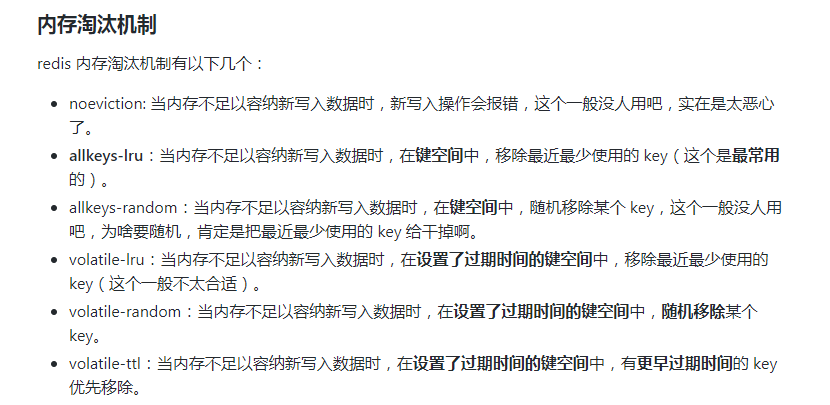 内存淘汰机制
redis 内存淘汰机制有以下几个：
noeviction: 当内存不足以容纳新写入数据时，新写入操作会报错，这个一般没人用吧，实在是太恶心
了。
allkeys-lru：当内存不足以容纳新写入数据时，在键空间中，移除最近最少使用的 key（这个是最常用
的）。
allkeys-random：当内存不足以容纳新写入数据时，在键空间中，随机移除某个 key，这个一般没人用
吧，为啥要随机，肯定是把最近最少使用的 key 给干掉啊。
volatile-lru：当内存不足以容纳新写入数据时，在设置了过期时间的键空间中，移除最近最少使用的
key（这个一般不太合适）。
volatile-random：当内存不足以容纳新写入数据时，在设置了过期时间的键空间中，随机移除某个
key。
volatile-ttl：当内存不足以容纳新写入数据时，在设置了过期时间的键空间中，有更早过期时间的 key
优先移除。